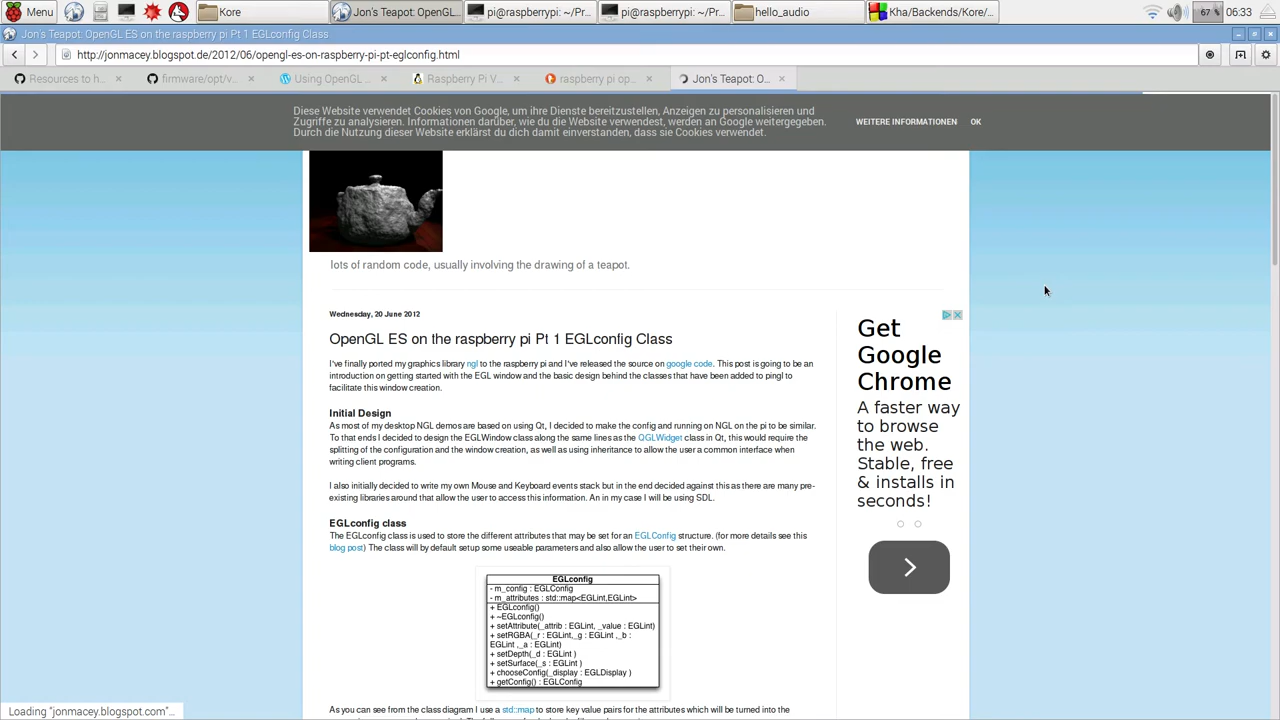 Menu
Kore
Jon's Teapot: OpenGL...
pi@raspberrypi: ~/Pr...
pi@raspberrypi: ~/Pr...
hello_audio
Kha/Backends/Kore/...
67
06:33
Jon's Teapot: OpenGL ES on the raspberry pi Pt 1 EGLconfig Class
http://jonmacey.blogspot.de/2012/06/opengl-es-on-raspberry-pi-pt-eglconfig.html
Resources to h...
firmware/opt/v...
Using OpenGL ...
Raspberry Pi V...
raspberry pi op...
Jon's Teapot: O...
Diese Website verwendet Cookies von Google, um ihre Dienste bereitzustellen, Anzeigen zu personalisieren und
Zugriffe zu analysieren. Informationen darüber, wie du die Website verwendest, werden an Google weitergegeben.
Durch die Nutzung dieser Website erklärst du dich damit einverstanden, dass sie Cookies verwendet.
WEITERE INFORMATIONEN
OK
lots of random code, usually involving the drawing of a teapot.
Wednesday, 20 June 2012
OpenGL ES on the raspberry pi Pt 1 EGLconfig Class
I've finally ported my graphics library ngl to the raspberry pi and I've released the source on google code. This post is going to be an
introduction on getting started with the EGL window and the basic design behind the classes that have been added to pingl to
facilitate this window creation.
Initial Design
As most of my desktop NGL demos are based on using Qt, I decided to make the config and running on NGL on the pi to be similar.
To that ends I decided to design the EGLWindow class along the same lines as the QGLWidget class in Qt, this would require the
splitting of the configuration and the window creation, as well as using inheritance to allow the user a common interface when
writing client programs.
I also initially decided to write my own Mouse and Keyboard events stack but in the end decided against this as there are many pre-
existing libraries around that allow the user to access this information. An in my case I will be using SDL.
EGLconfig class
The EGLconfig class is used to store the different attributes that may be set for an EGLConfig structure. (for more details see this
blog post) The class will by default setup some useable parameters and also allow the user to set their own.
EGLconfig
- m_config : EGLConfig
- m_attributes : std::map<EGLint,EGLint>
+ EGLconfig()
+ ~EGLconfig()
+ setAttribute(_attrib : EGLint, _value : EGLint)
+ setRGBA(_r : EGLint,_g : EGLint ,_b :
EGLint ,_a : EGLint)
+ setDepth(_d : EGLint )
+ setSurface(_s : EGLint )
+ chooseConfig(_display : EGLDisplay )
+ getConfig() : EGLConfig
As you can see from the class diagram I use a std::map to store key value pairs for the attributes which will be turned into the
Get
Google
Chrome
A faster way
to browse
the web.
Stable, free
& installs in
seconds!
Loading "jonmacey.blogspot.com"...